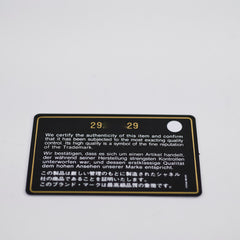 29 29
We certify the authenticity of this item and confirm
that it has been subjected to the most exacting quality
control. Its high quality is a symbol of the fine reputation
of the Trademark.
Wir bestätigen, dass es sich um einen Artikel handelt,
der während seiner Herstellung strengsten Kontrollen
unterworfen war, und dessen erstklassige Qualität
dem hohen Ansehen unserer Marke entspricht.
この製品は厳しい管理のもとに製造されたシャネル
社の商品であることを証明いたします。
このブランド・マークは最高級品質の象徴です。